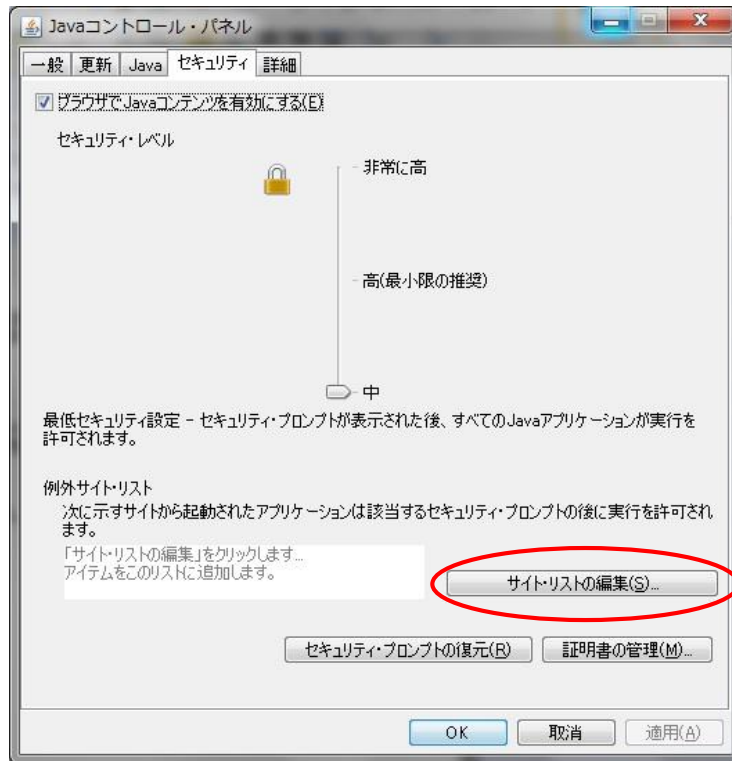 Javaコントロール・パネル
一般 更新 Java セキュリティ 詳細
ブラウザでJavaコンテンツを有効にする(E)
セキュリティ・レベル
非常に高
高(最小限の推奨)
中
最低セキュリティ設定 - セキュリティ・プロンプトが表示された後、すべてのJavaアプリケーションが実行を
許可されます。
例外サイト・リスト
次に示すサイトから起動されたアプリケーションは該当するセキュリティ・プロンプトの後に実行を許可され
ます。
「サイト・リストの編集」をクリックします...
アイテムをこのリストに追加します。
サイト・リストの編集(S)...
セキュリティ・プロンプトの復元(R) 証明書の管理(M)...
OK 取消 適用(A)